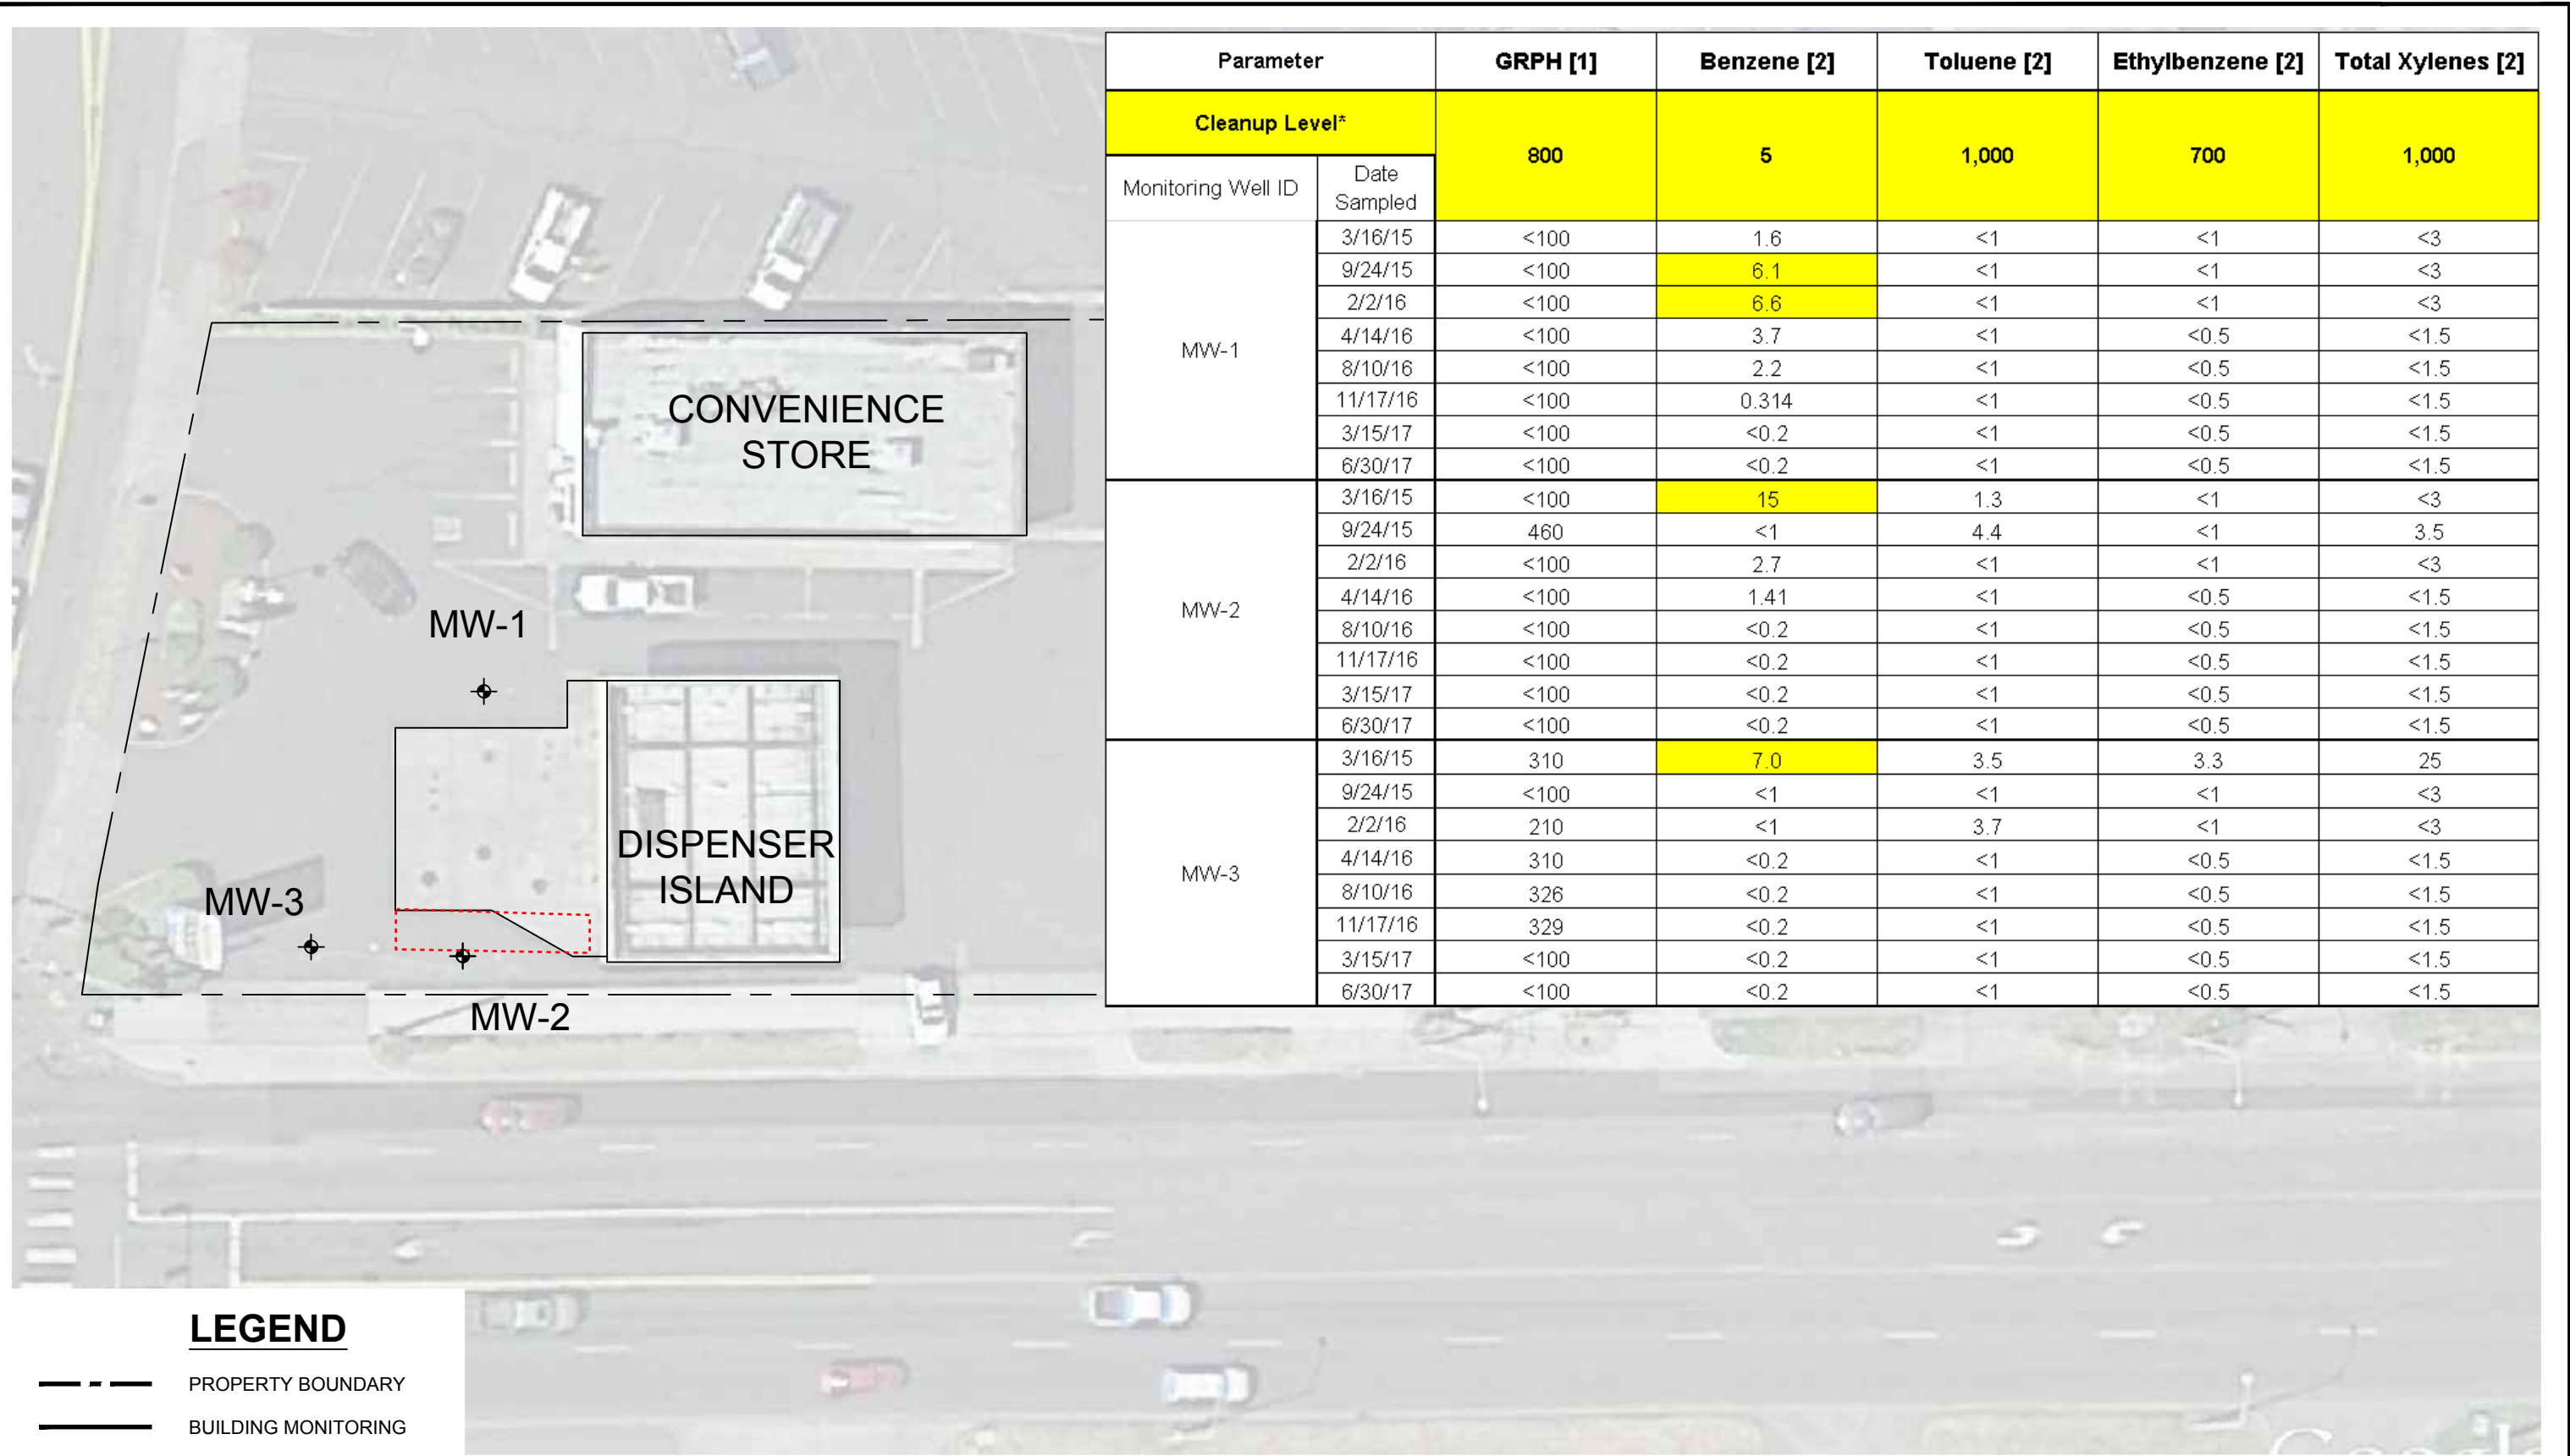 Parameter GRPH [1] Benzene [2] Toluene [2] Ethylbenzene [2] Total Xylenes [2]
Cleanup Level* 800 5 1,000 700 1,000
Monitoring Well ID Date Sampled
MW-1
3/16/15 <100 1.6 <1 <1 <3
9/24/15 <100 6.1 <1 <1 <3
2/2/16 <100 6.6 <1 <1 <3
4/14/16 <100 3.7 <1 <0.5 <1.5
8/10/16 <100 2.2 <1 <0.5 <1.5
11/17/16 <100 0.314 <1 <0.5 <1.5
3/15/17 <100 <0.2 <1 <0.5 <1.5
6/30/17 <100 <0.2 <1 <0.5 <1.5
MW-2
3/16/15 <100 15 1.3 <1 <3
9/24/15 460 <1 4.4 <1 3.5
2/2/16 <100 2.7 <1 <1 <3
4/14/16 <100 1.41 <1 <0.5 <1.5
8/10/16 <100 <0.2 <1 <0.5 <1.5
11/17/16 <100 <0.2 <1 <0.5 <1.5
3/15/17 <100 <0.2 <1 <0.5 <1.5
6/30/17 <100 <0.2 <1 <0.5 <1.5
MW-3
3/16/15 310 7.0 3.5 3.3 25
9/24/15 <100 <1 <1 <1 <3
2/2/16 210 <1 3.7 <1 <3
4/14/16 310 <0.2 <1 <0.5 <1.5
8/10/16 326 <0.2 <1 <0.5 <1.5
11/17/16 329 <0.2 <1 <0.5 <1.5
3/15/17 <100 <0.2 <1 <0.5 <1.5
6/30/17 <100 <0.2 <1 <0.5 <1.5
CONVENIENCE
STORE
MW-1
DISPENSER
ISLAND
MW-3
MW-2
LEGEND
PROPERTY BOUNDARY
BUILDING MONITORING